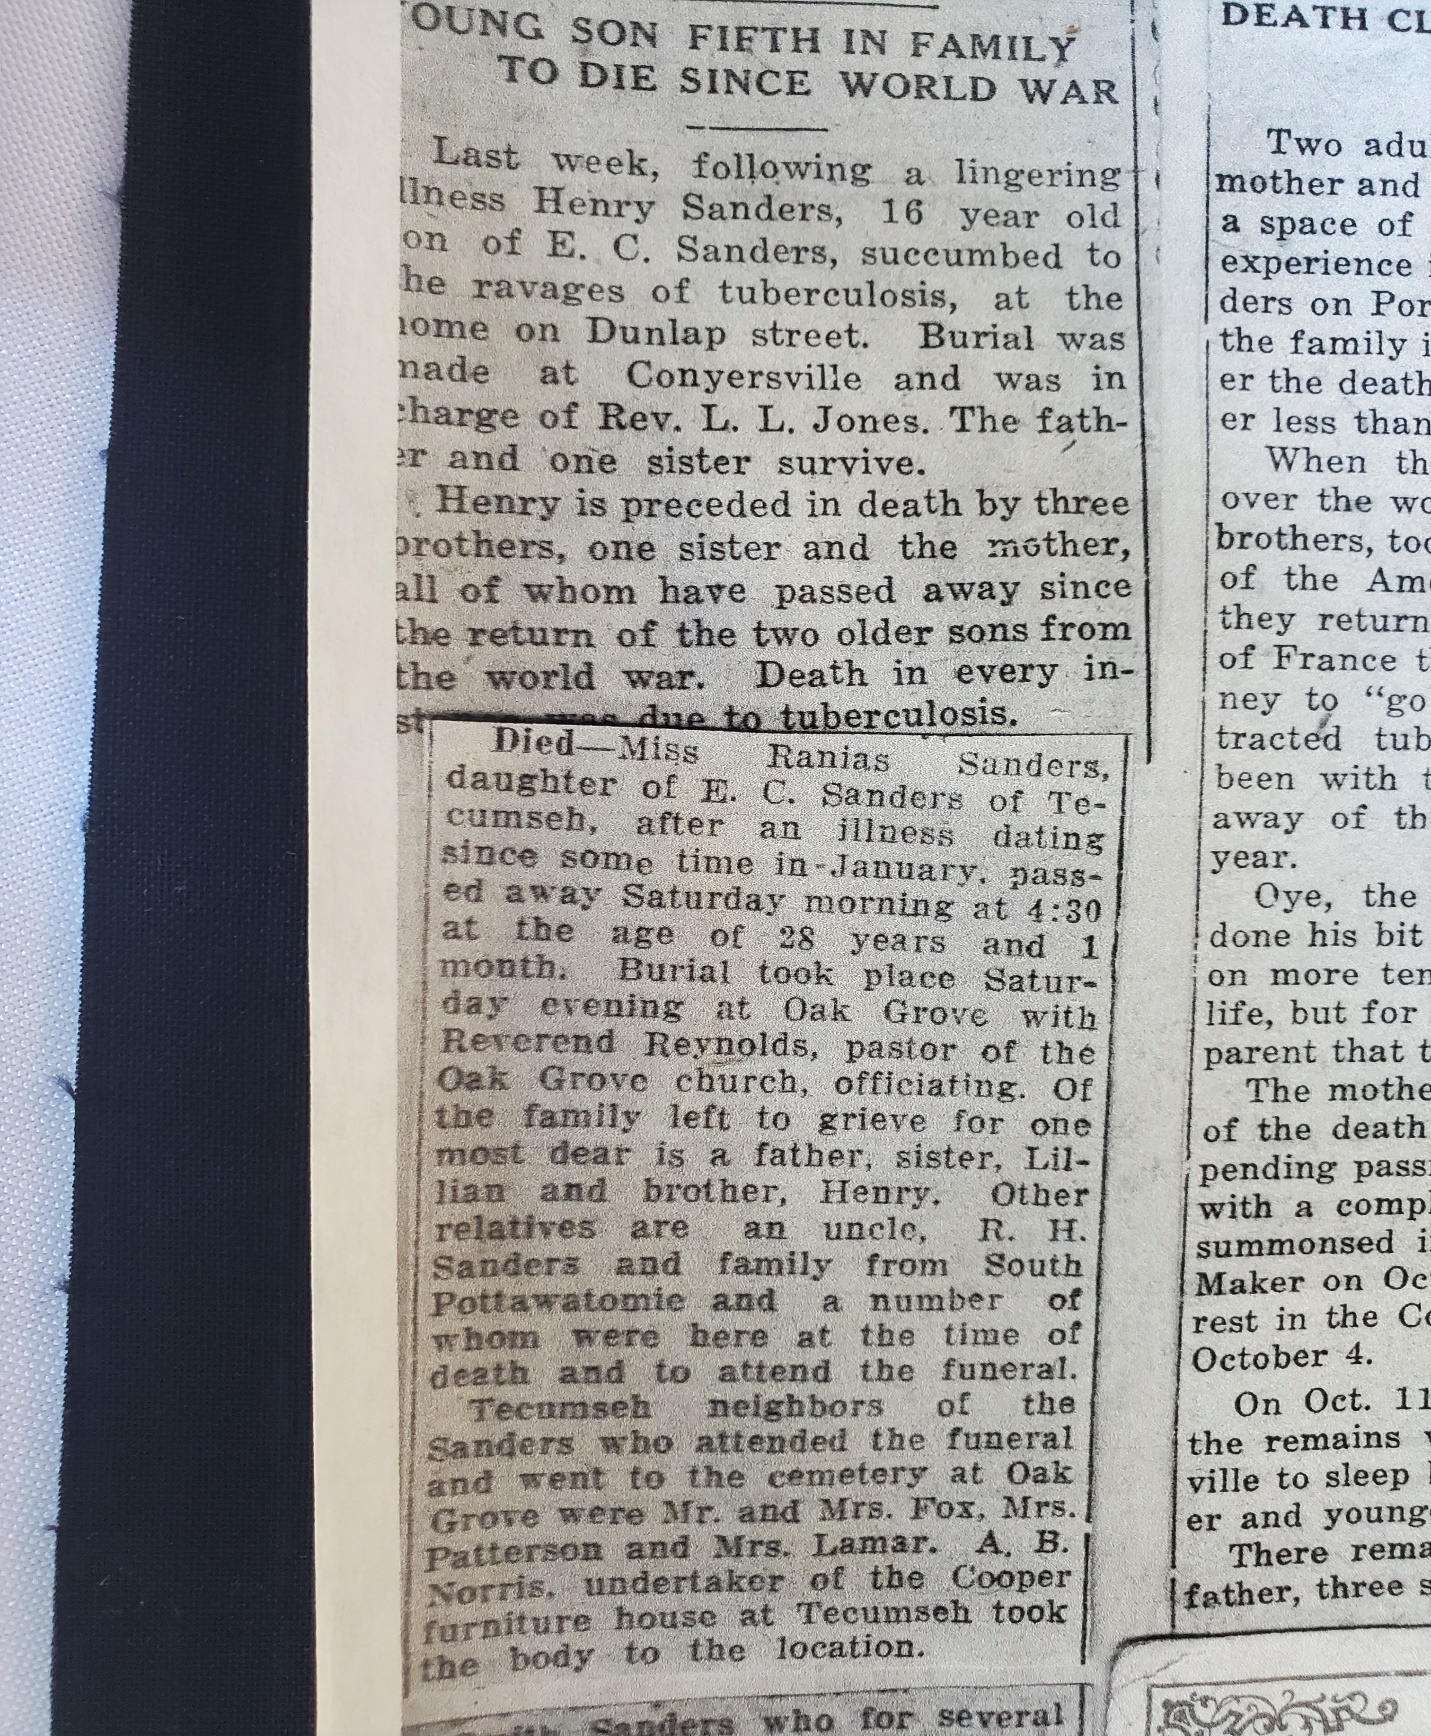 OUNG SON FIFTH IN FAMILY
TO DIE SINCE WORLD WAR
Last week, following a lingering
llness Henry Sanders, 16 year old
on of E. C. Sanders, succumbed to
he ravages of tuberculosis, at the
ome on Dunlap street. Burial was
made at Conyersville and was in
charge of Rev. L. L. Jones. The fath-
er and one sister survive.
Henry is preceded in death by three
brothers, one sister and the mother,
all of whom have passed away since
the return of the two older sons from
the world war. Death in every in-
st was due to tuberculosis.
Died—Miss Ranias Sanders,
daughter of E. C. Sanders of Te-
cumseh, after an illness dating
since some time in January, pass-
ed away Saturday morning at 4:30
at the age of 28 years and 1
month. Burial took place Satur-
day evening at Oak Grove with
Reverend Reynolds, pastor of the
Oak Grove church, officiating. Of
the family left to grieve for one
most dear is a father, sister, Lil-
lian and brother, Henry. Other
relatives are an uncle, R. H.
Sanders and family from South
Pottawatomie and a number of
whom were here at the time of
death and to attend the funeral.
Tecumseh neighbors of the
Sanders who attended the funeral
and went to the cemetery at Oak
Grove were Mr. and Mrs. Fox, Mrs.
Patterson and Mrs. Lamar. A. B.
Norris, undertaker of the Cooper
furniture house at Tecumseh took
the body to the location.
Sanders who for several
DEATH CL
Two adu
mother and
a space of
experience
ders on Por
the family i
er the death
er less than
When th
over the wo
brothers, too
of the Am
they return
of France t
ney to "go
tracted tub
been with t
away of th
year.
Oye, the
done his bit
on more ten
life, but for
parent that t
The mothe
of the death
pending pass
with a comp
summonsed i
Maker on Oc
rest in the Co
October 4.
On Oct. 11
the remains
ville to sleep
er and young
There rema
father, three s